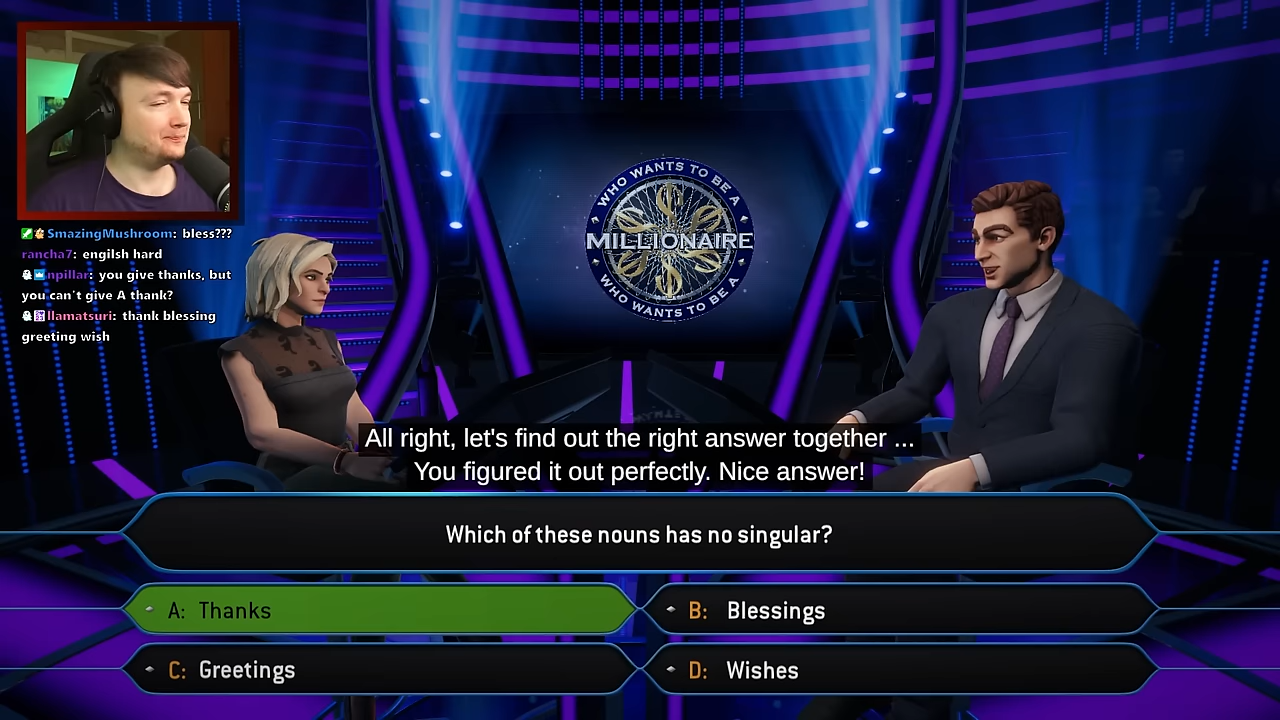 SmazingMushroom: bless???
rancha7: engilsh hard
npillar: you give thanks, but
you can't give A thank?
llamatsuri: thank blessing
greeting wish
WHO WANTS TO BE A
MILLIONAIRE
WHO WANTS TO BE A
All right, let's find out the right answer together ...
You figured it out perfectly. Nice answer!
Which of these nouns has no singular?
A: Thanks
B: Blessings
C: Greetings
D: Wishes